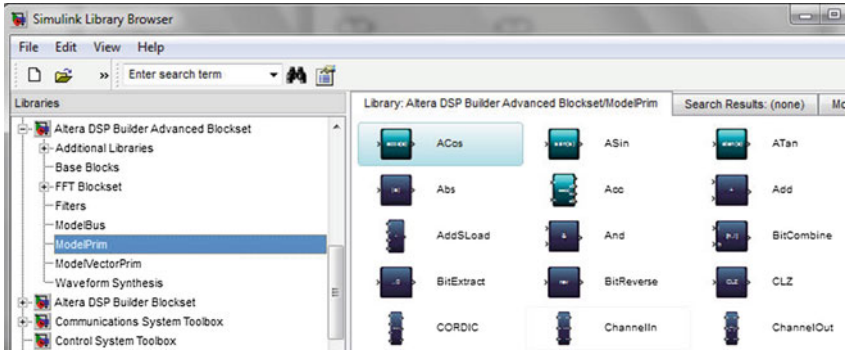 Simulink Library Browser
File Edit View Help
» Enter search term
Libraries
Altera DSP Builder Advanced Blockset
Additional Libraries
Base Blocks
FFT Blockset
Filters
ModelBus
ModelPrim
ModelVectorPrim
Waveform Synthesis
Altera DSP Builder Blockset
Communications System Toolbox
Control System Toolbox
Library: Altera DSP Builder Advanced Blockset/ModelPrim Search Results: (none)
ACos ASin ATan
Abs Acc Add
AddSLoad And BitCombine
BitExtract BitReverse CLZ
CORDIC ChannelIn ChannelOut